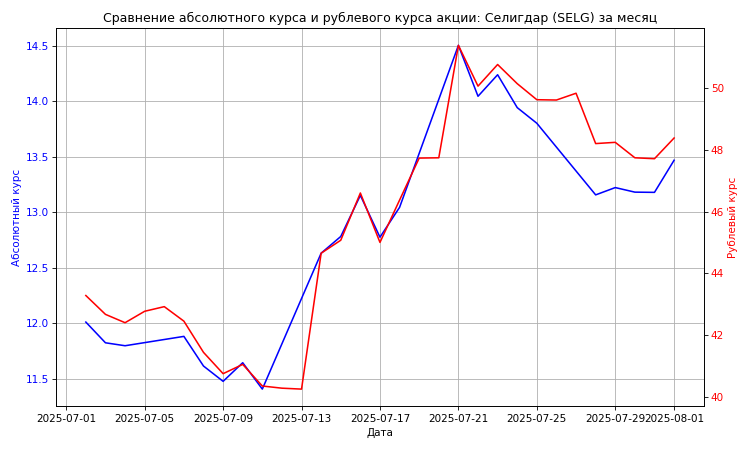 Сравнение абсолютного курса и рублевого курса акции: Селигдар (SELG) за месяц
14.5
14.0
13.5
13.0
12.5
12.0
11.5
Абсолютный курс
50
48
46
44
42
40
Рублевый курс
2025-07-01 2025-07-05 2025-07-09 2025-07-13 2025-07-17 2025-07-21 2025-07-25 2025-07-29 2025-08-01
Дата